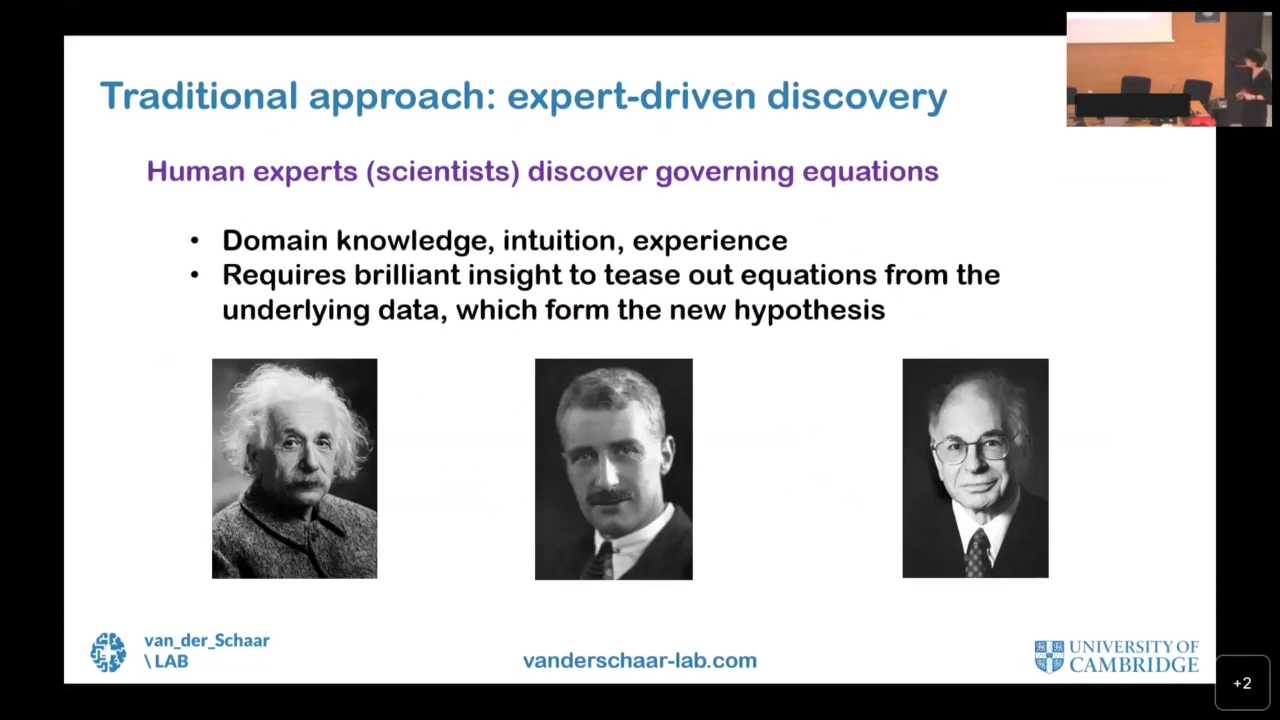 Traditional approach: expert-driven discovery
Human experts (scientists) discover governing equations
• Domain knowledge, intuition, experience
• Requires brilliant insight to tease out equations from the
underlying data, which form the new hypothesis
van_der_Schaar
\ LAB
vanderschaar-lab.com
UNIVERSITY OF
CAMBRIDGE
+2